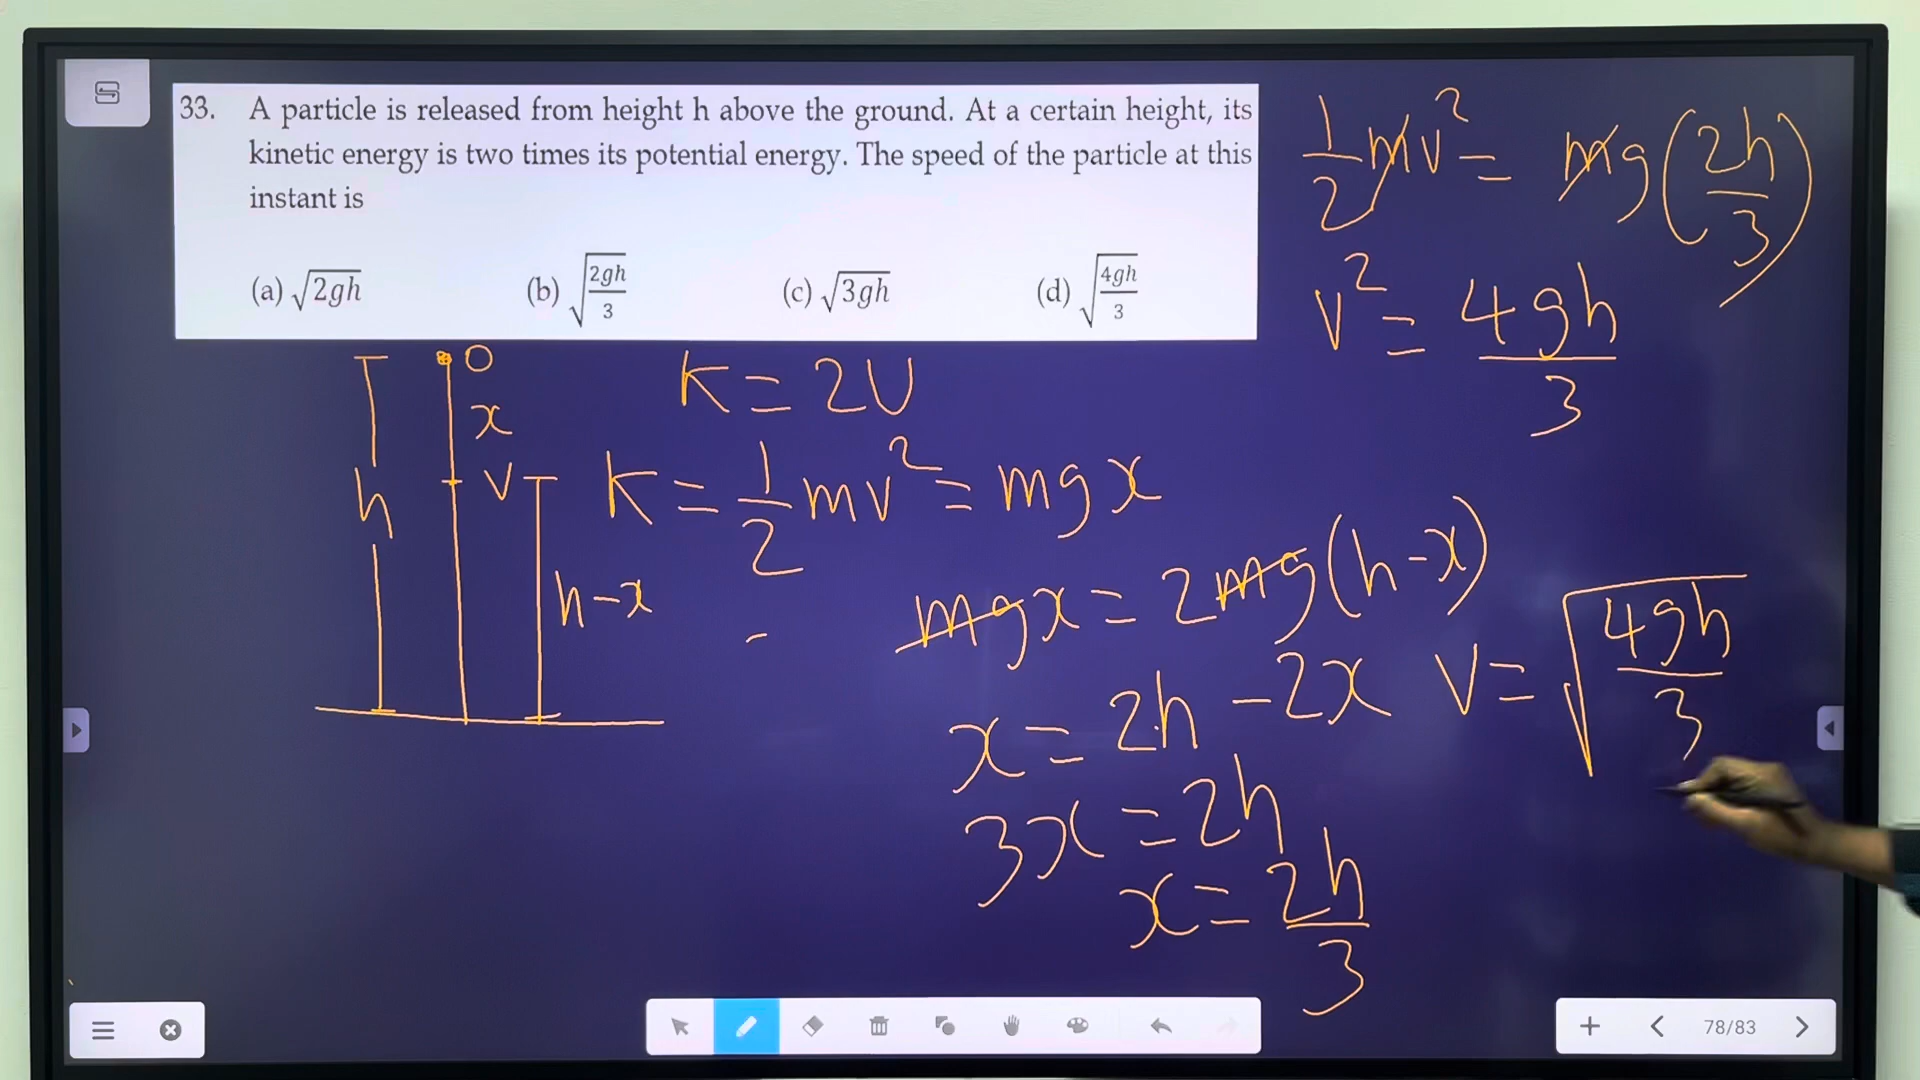 33. A particle is released from height h above the ground. At a certain height, its
kinetic energy is two times its potential energy. The speed of the particle at this
instant is
(a) √2gh (b) √(2gh/3) (c) √3gh (d) √(4gh/3)
1/2 mv² = mg(2h/3)
v² = 4gh/3
0
x
v
h
h-x
K = 2U
K = 1/2 mv² = mgx
-
mgx = 2mg(h-x)
x = 2h - 2x
3x = 2h
x = 2h/3
v = √(4gh/3)
78/83